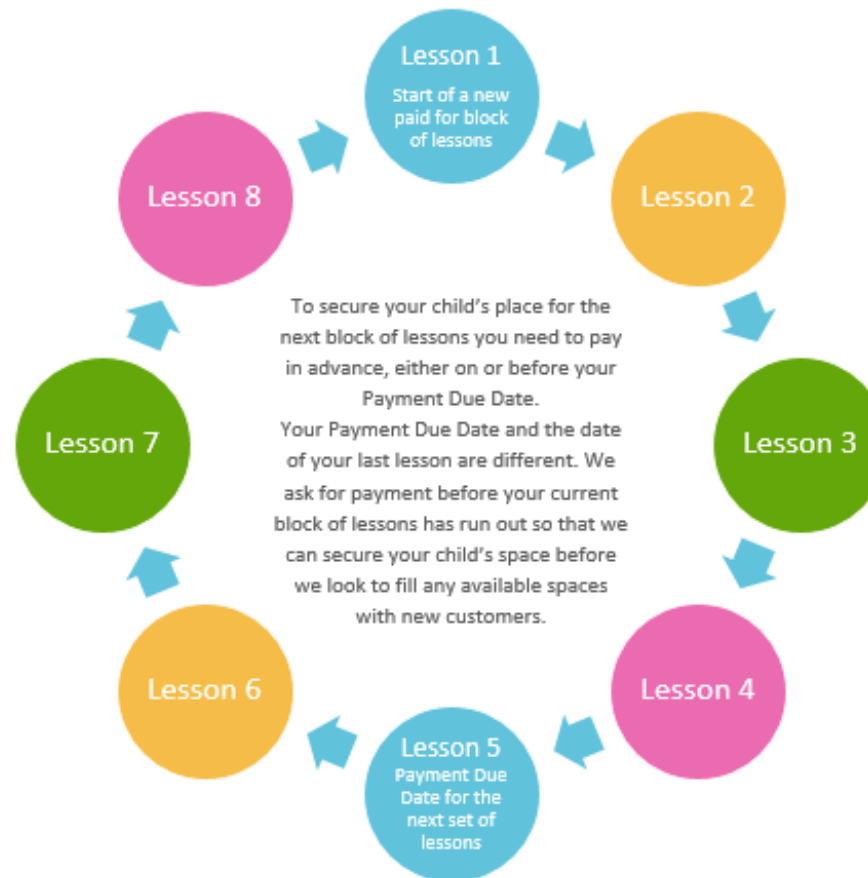 Lesson 1
Start of a new
paid for block
of lessons
Lesson 2
Lesson 3
Lesson 4
Lesson 5
Payment Due
Date for the
next set of
lessons
Lesson 6
Lesson 7
Lesson 8
To secure your child’s place for the
next block of lessons you need to pay
in advance, either on or before your
Payment Due Date.
Your Payment Due Date and the date
of your last lesson are different. We
ask for payment before your current
block of lessons has run out so that we
can secure your child’s space before
we look to fill any available spaces
with new customers.